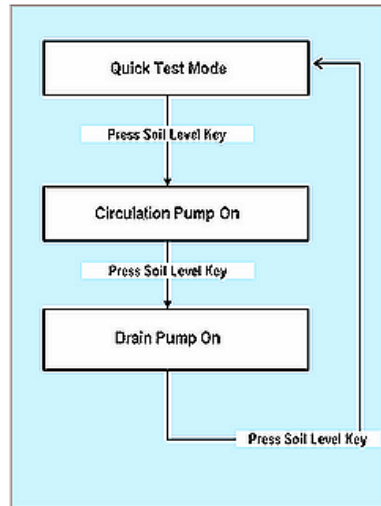 Quick Test Mode
Press Soil Level Key
Circulation Pump On
Press Soil Level Key
Drain Pump On
Press Soil Level Key